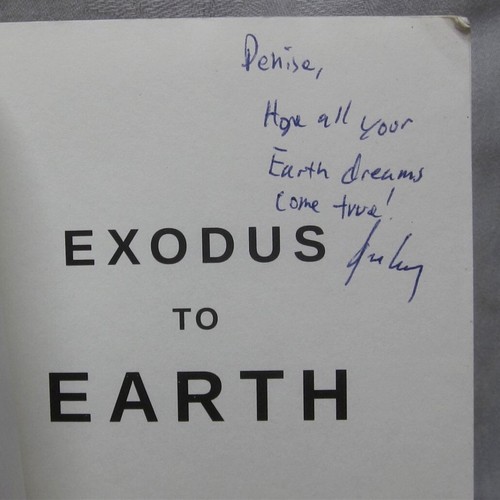 Denise,
Hope all your
Earth dreams
come true!
EXODUS
TO
EARTH